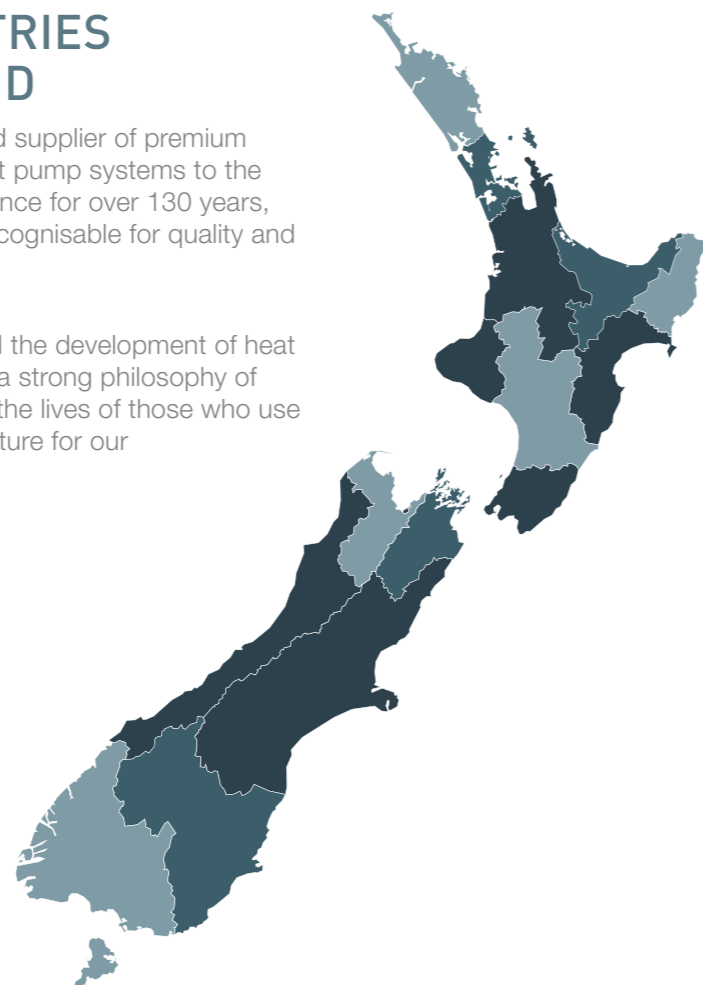 TRIES
D
d supplier of premium
t pump systems to the
nce for over 130 years,
cognisable for quality and
l the development of heat
a strong philosophy of
the lives of those who use
ture for our